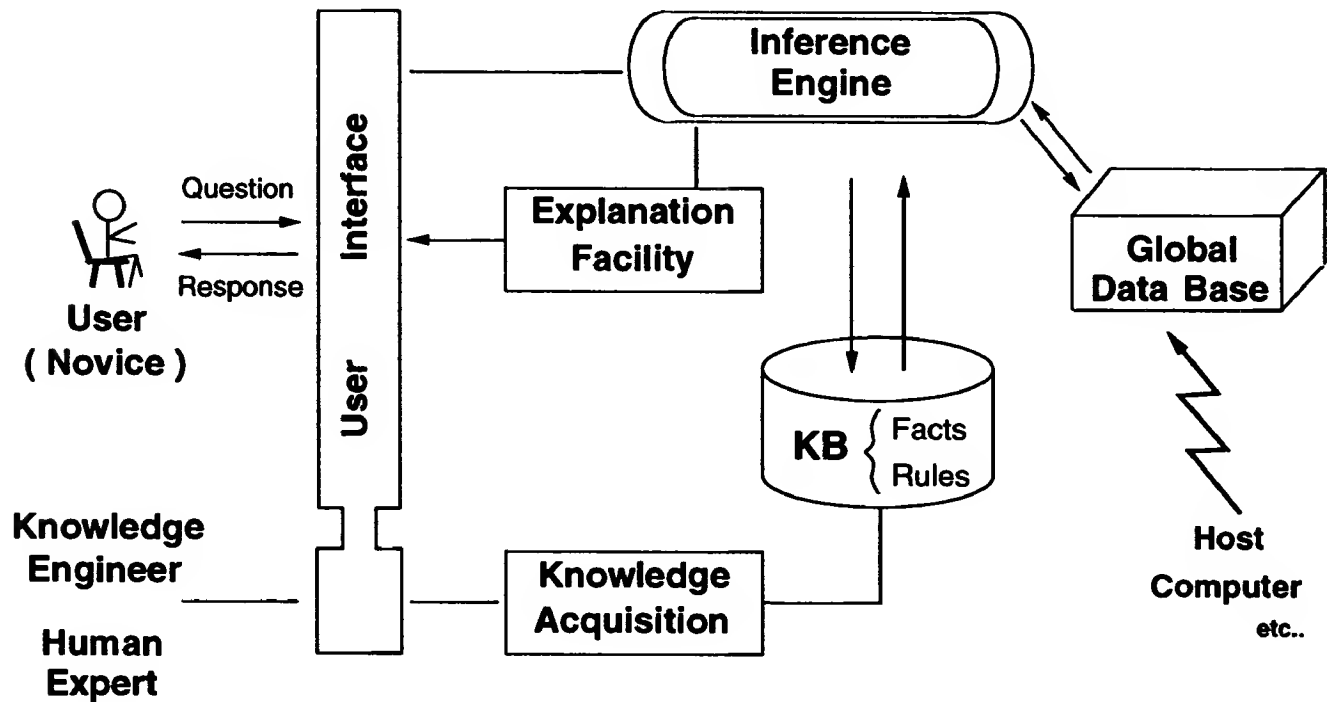 Inference
Engine
User Interface
Question
Response
User
( Novice )
Explanation
Facility
Global
Data Base
KB { Facts
Rules
Knowledge
Engineer
Human
Expert
Knowledge
Acquisition
Host
Computer
etc..